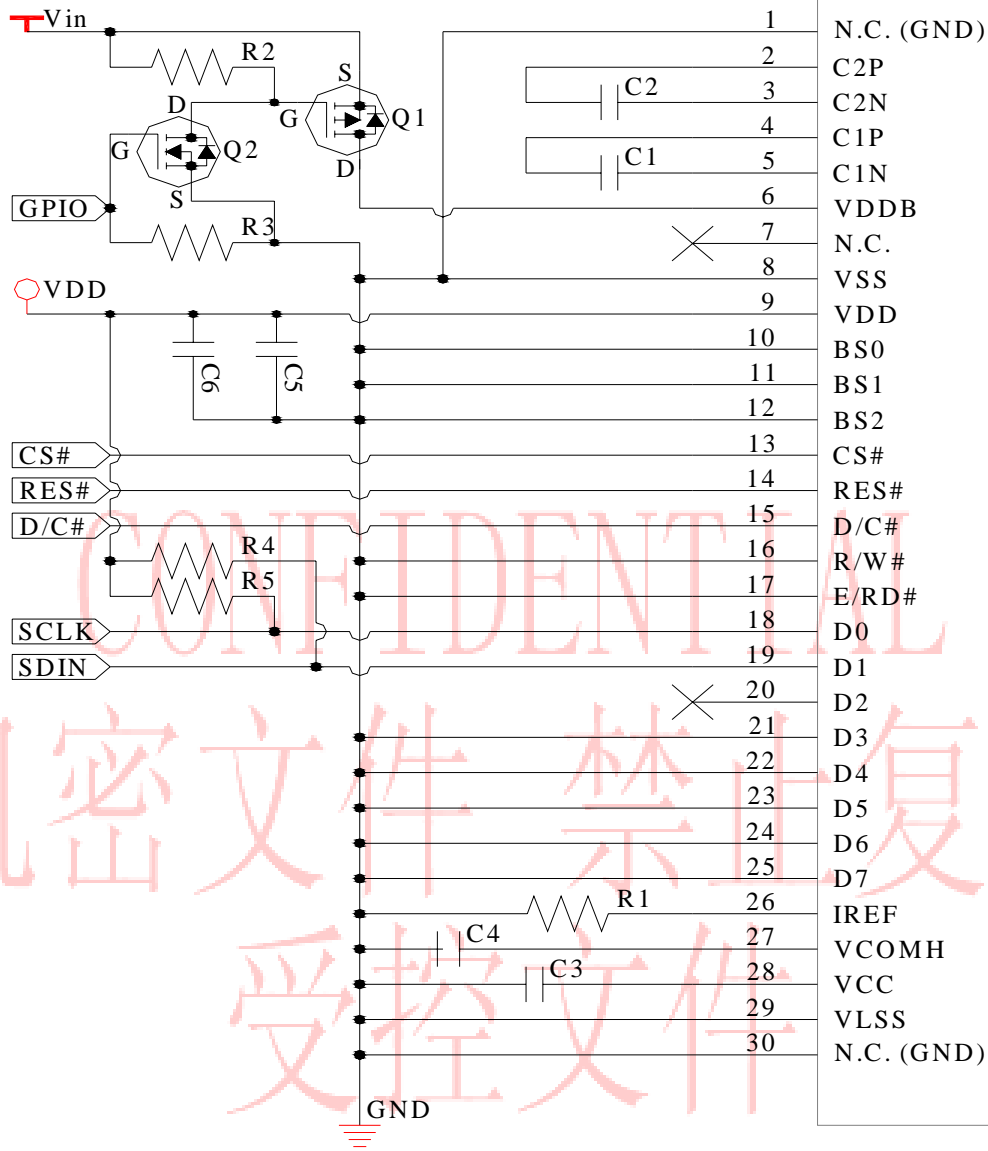 Vin
R2
S
Q1
G
D
D
G
Q2
S
GPIO
R3
VDD
C6
C5
CS#
RES#
D/C#
R4
R5
SCLK
SDIN
C2
C1
R1
C4
C3
GND
1 N.C. (GND)
2 C2P
3 C2N
4 C1P
5 C1N
6 VDDB
7 N.C.
8 VSS
9 VDD
10 BS0
11 BS1
12 BS2
13 CS#
14 RES#
15 D/C#
16 R/W#
17 E/RD#
18 D0
19 D1
20 D2
21 D3
22 D4
23 D5
24 D6
25 D7
26 IREF
27 VCOMH
28 VCC
29 VLSS
30 N.C. (GND)
CONFIDENTIAL
密文件 禁止复
受控文件